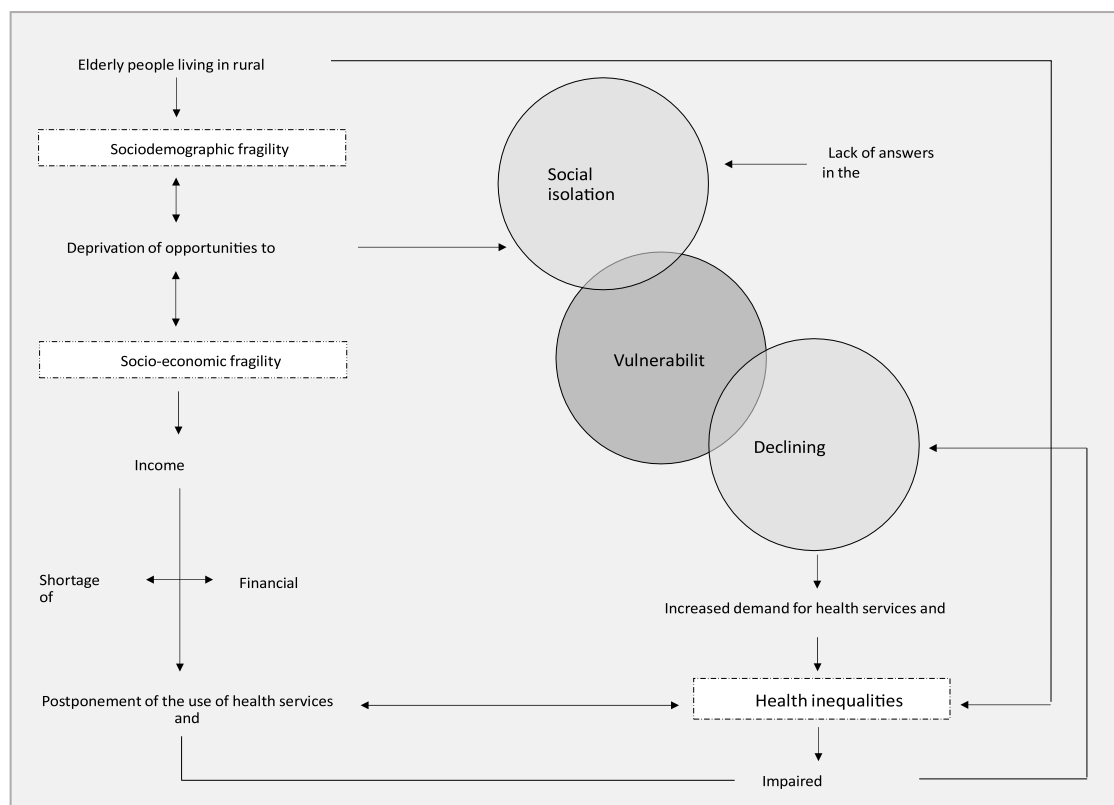 Elderly people living in rural
Sociodemographic fragility
Deprivation of opportunities to
Socio-economic fragility
Income
Shortage
of
Financial
Postponement of the use of health services
and
Social
isolation
Lack of answers
in the
Vulnerabilit
Declining
Increased demand for health services and
Health inequalities
Impaired